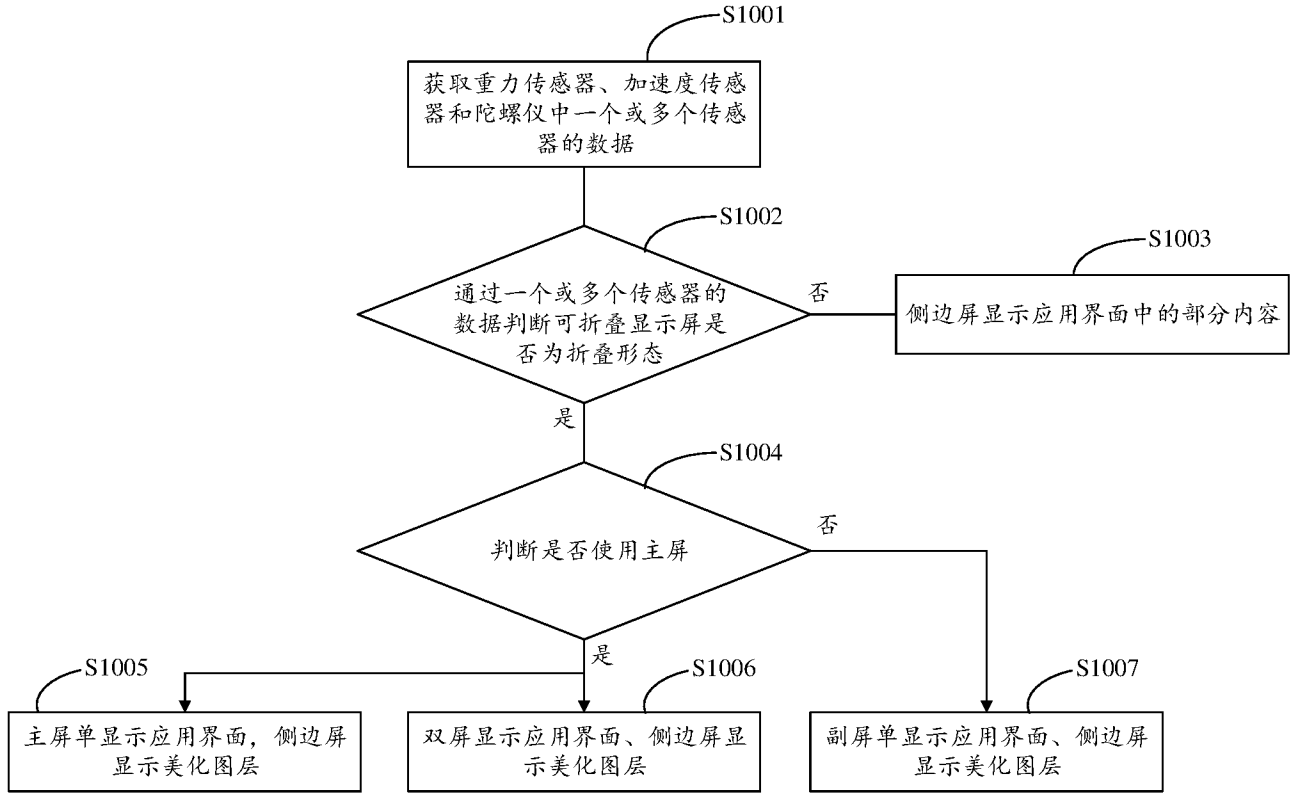 S1001
获取重力传感器、加速度传感
器和陀螺仪中一个或多个传感
器的数据
S1002
通过一个或多个传感器的
数据判断可折叠显示屏是
否为折叠形态
否
S1003
侧边屏显示应用界面中的部分内容
是
S1004
判断是否使用主屏
否
是
S1005
主屏单显示应用界面，侧边屏
显示美化图层
S1006
双屏显示应用界面、侧边屏显
示美化图层
S1007
副屏单显示应用界面、侧边屏
显示美化图层